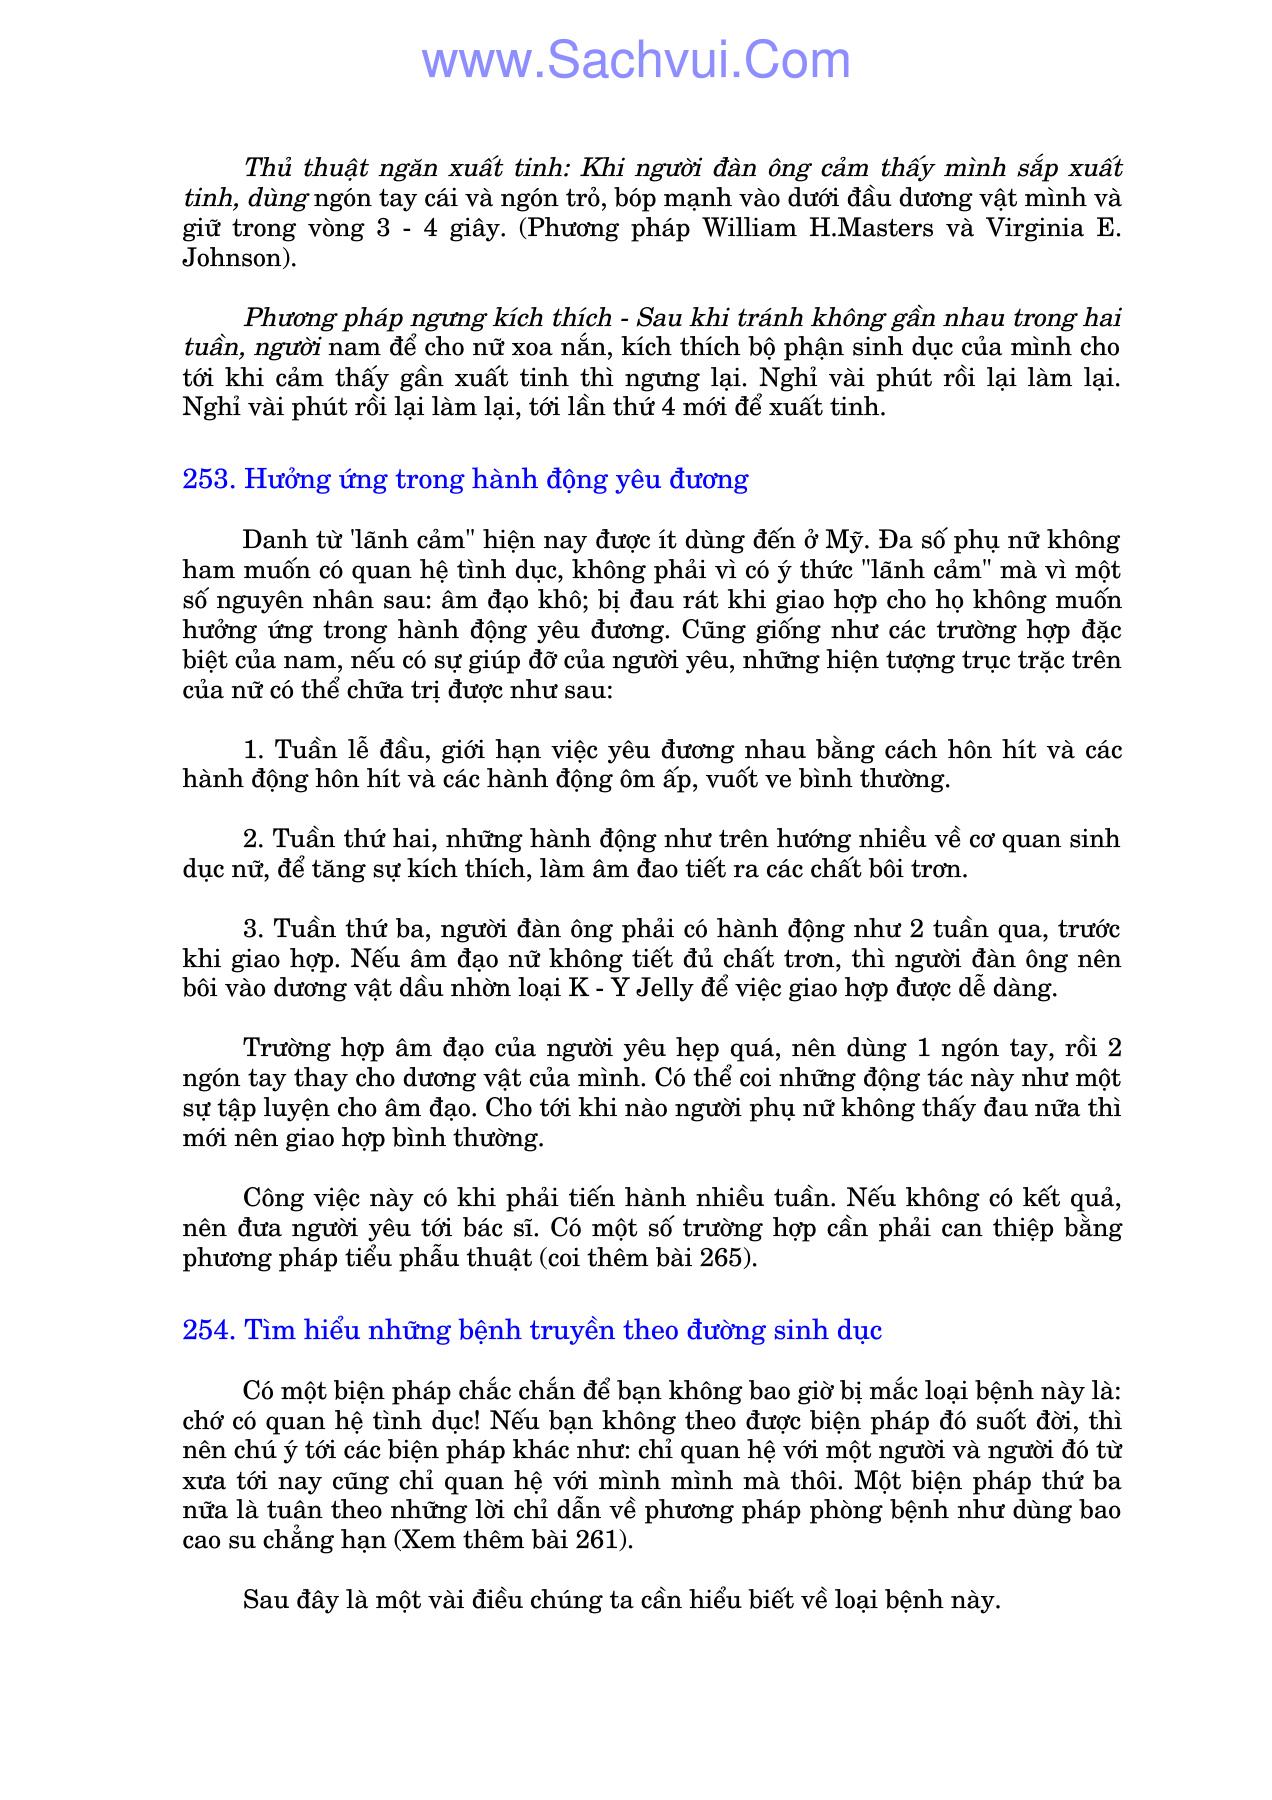 www.Sachvui.Com
Thủ thuật ngăn xuất tinh: Khi người đàn ông cảm thấy mình sắp xuất
tinh, dùng ngón tay cái và ngón trỏ, bóp mạnh vào dưới đầu dương vật mình và
giữ trong vòng 3 - 4 giây. (Phương pháp William H.Masters và Virginia E.
Johnson).
Phương pháp ngưng kích thích - Sau khi tránh không gần nhau trong hai
tuần, người nam để cho nữ xoa nắn, kích thích bộ phận sinh dục của mình cho
tới khi cảm thấy gần xuất tinh thì ngưng lại. Nghỉ vài phút rồi lại làm lại.
Nghỉ vài phút rồi lại làm lại, tới lần thứ 4 mới để xuất tinh.
253. Hưởng ứng trong hành động yêu đương
Danh từ 'lãnh cảm" hiện nay được ít dùng đến ở Mỹ. Đa số phụ nữ không
ham muốn có quan hệ tình dục, không phải vì có ý thức "lãnh cảm" mà vì một
số nguyên nhân sau: âm đạo khô; bị đau rát khi giao hợp cho họ không muốn
hưởng ứng trong hành động yêu đương. Cũng giống như các trường hợp đặc
biệt của nam, nếu có sự giúp đỡ của người yêu, những hiện tượng trục trặc trên
của nữ có thể chữa trị được như sau:
1. Tuần lễ đầu, giới hạn việc yêu đương nhau bằng cách hôn hít và các
hành động hôn hít và các hành động ôm ấp, vuốt ve bình thường.
2. Tuần thứ hai, những hành động như trên hướng nhiều về cơ quan sinh
dục nữ, để tăng sự kích thích, làm âm đao tiết ra các chất bôi trơn.
3. Tuần thứ ba, người đàn ông phải có hành động như 2 tuần qua, trước
khi giao hợp. Nếu âm đạo nữ không tiết đủ chất trơn, thì người đàn ông nên
bôi vào dương vật dầu nhờn loại K - Y Jelly để việc giao hợp được dễ dàng.
Trường hợp âm đạo của người yêu hẹp quá, nên dùng 1 ngón tay, rồi 2
ngón tay thay cho dương vật của mình. Có thể coi những động tác này như một
sự tập luyện cho âm đạo. Cho tới khi nào người phụ nữ không thấy đau nữa thì
mới nên giao hợp bình thường.
Công việc này có khi phải tiến hành nhiều tuần. Nếu không có kết quả,
nên đưa người yêu tới bác sĩ. Có một số trường hợp cần phải can thiệp bằng
phương pháp tiểu phẫu thuật (coi thêm bài 265).
254. Tìm hiểu những bệnh truyền theo đường sinh dục
Có một biện pháp chắc chắn để bạn không bao giờ bị mắc loại bệnh này là:
chớ có quan hệ tình dục! Nếu bạn không theo được biện pháp đó suốt đời, thì
nên chú ý tới các biện pháp khác như: chỉ quan hệ với một người và người đó từ
xưa tới nay cũng chỉ quan hệ với mình mình mà thôi. Một biện pháp thứ ba
nữa là tuân theo những lời chỉ dẫn về phương pháp phòng bệnh như dùng bao
cao su chẳng hạn (Xem thêm bài 261).
Sau đây là một vài điều chúng ta cần hiểu biết về loại bệnh này.